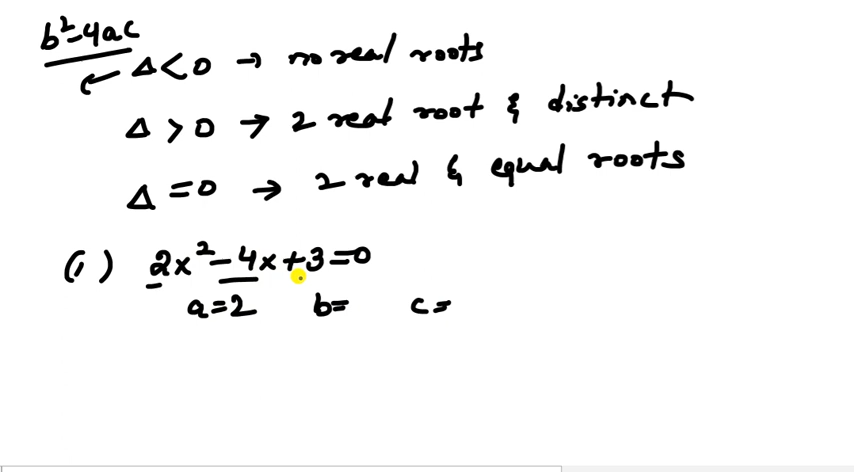 b²-4ac
Δ<0 → no real roots
Δ>0 → 2 real root & distinct
Δ=0 → 2 real & equal roots
(i) 2x²-4x+3=0
a=2 b= c=